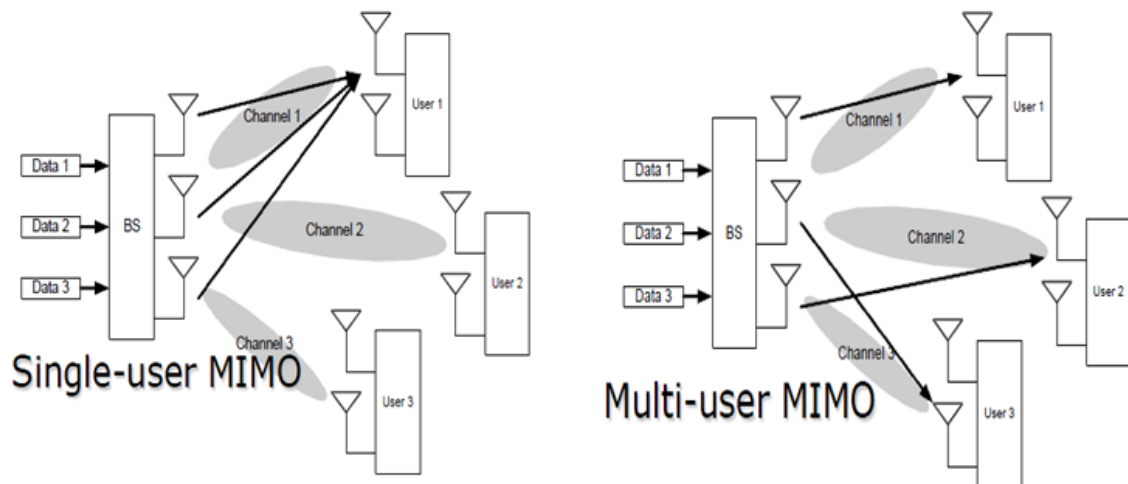 User 1
Channel 1
Data 1
Data 2
BS
Channel 2
Data 3
User 2
Channel 3
Single-user MIMO
User 3
User 1
Channel 1
Data 1
Data 2
BS
Channel 2
Data 3
User 2
Channel 3
Multi-user MIMO
User 3